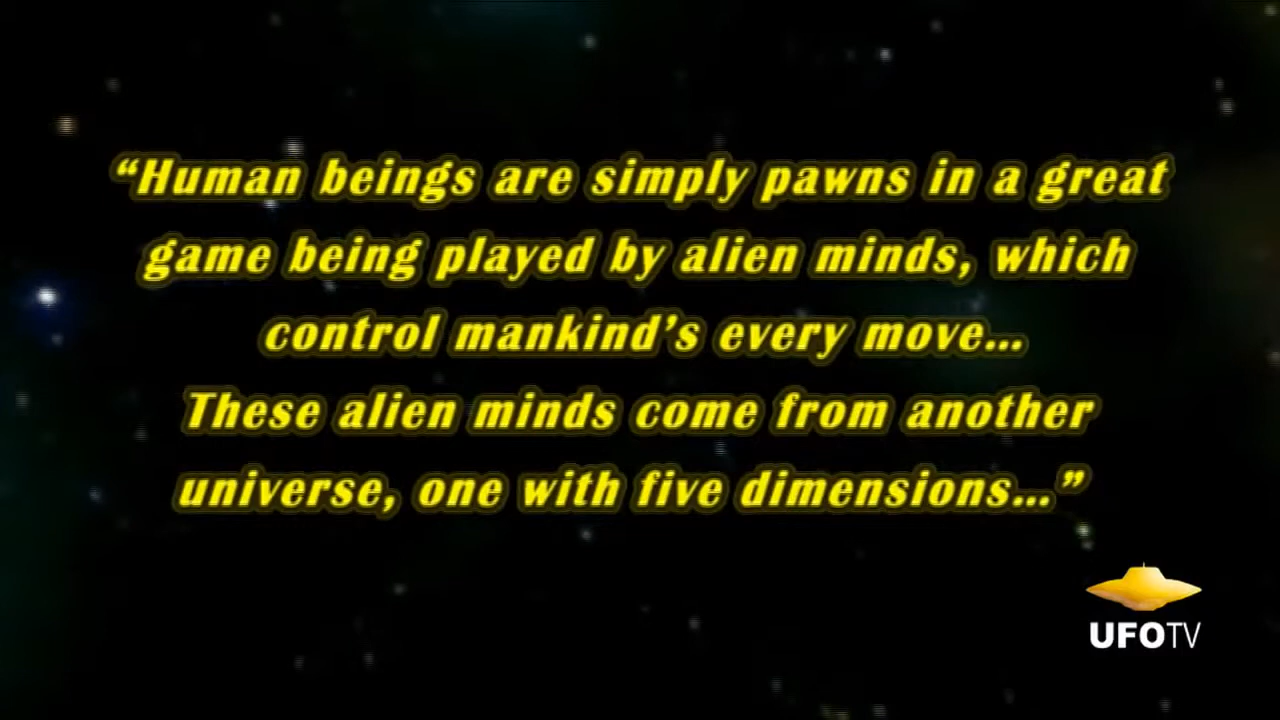 “Human beings are simply pawns in a great
game being played by alien minds, which
control mankind’s every move...
These alien minds come from another
universe, one with five dimensions...”
UFOTV